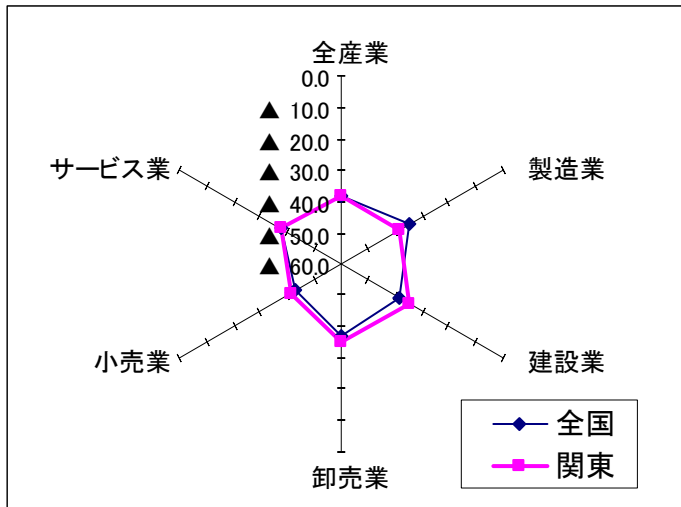 全産業
0.0
▲ 10.0
▲ 20.0
▲ 30.0
▲ 40.0
▲ 50.0
▲ 60.0
製造業
建設業
卸売業
小売業
サービス業
全国
関東